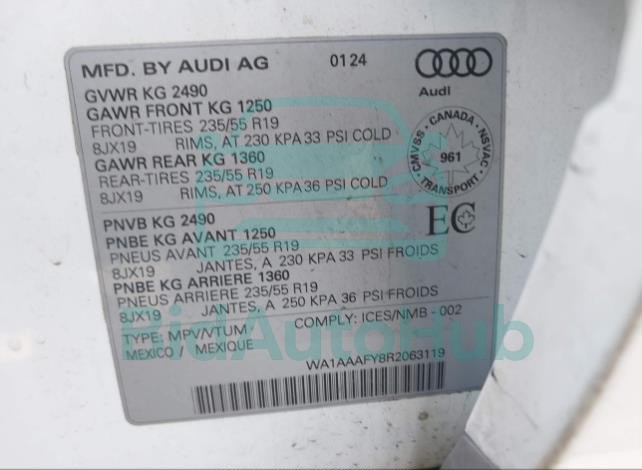 MFD. BY AUDI AG 01 24
Audi
GVWR KG 2490
GAWR FRONT KG 1250
FRONT-TIRES 235/55 R19
8JX19 RIMS, AT 230 KPA 33 PSI COLD
GAWR REAR KG 1360
REAR-TIRES 235/55 R19
8JX19 RIMS, AT 250 KPA 36 PSI COLD
CMVSS · CANADA · NSVAC
961
TRANSPORT
PNVB KG 2490
PNBE KG AVANT 1250
PNEUS AVANT 235/55 R19
8JX19 JANTES, A 230 KPA 33 PSI FROIDS
PNBE KG ARRIERE 1360
PNEUS ARRIERE 235/55 R19
8JX19 JANTES, A 250 KPA 36 PSI FROIDS
EC
TYPE: MPV/VTUM COMPLY: ICES/NMB - 002
MEXICO / MEXIQUE
WA1AAAFY8R2063119
BidAutoHub